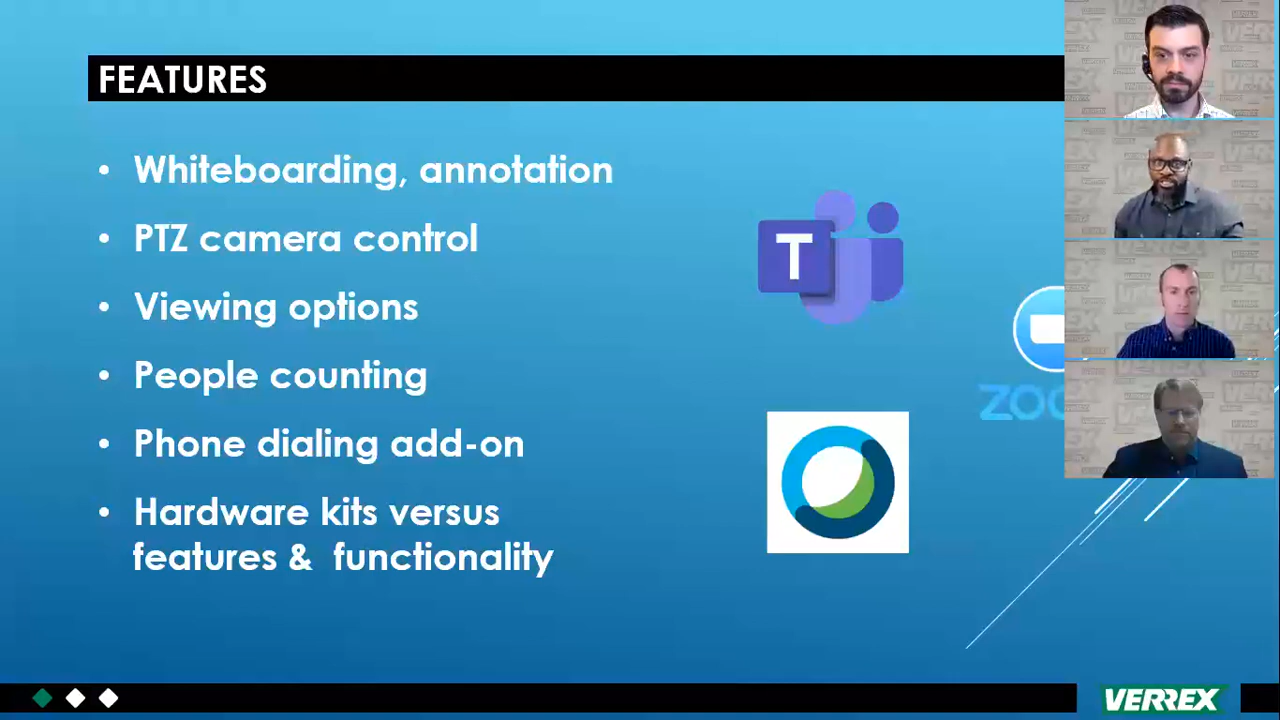 FEATURES
• Whiteboarding, annotation
• PTZ camera control
• Viewing options
• People counting
• Phone dialing add-on
• Hardware kits versus
features & functionality
T
ZOO
VERREX